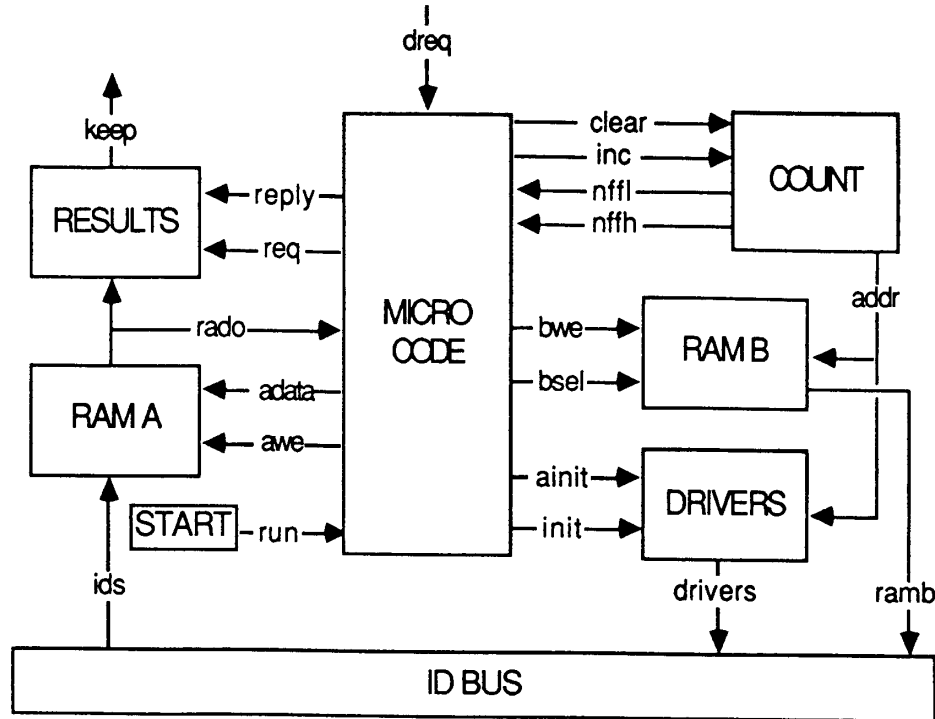 dreq
keep
clear
inc
nffl
nffh
COUNT
reply
req
RESULTS
addr
rado
MICRO
CODE
bwe
bsel
RAM B
adata
awe
RAM A
ainit
init
DRIVERS
START
run
ids
drivers
ramb
ID BUS